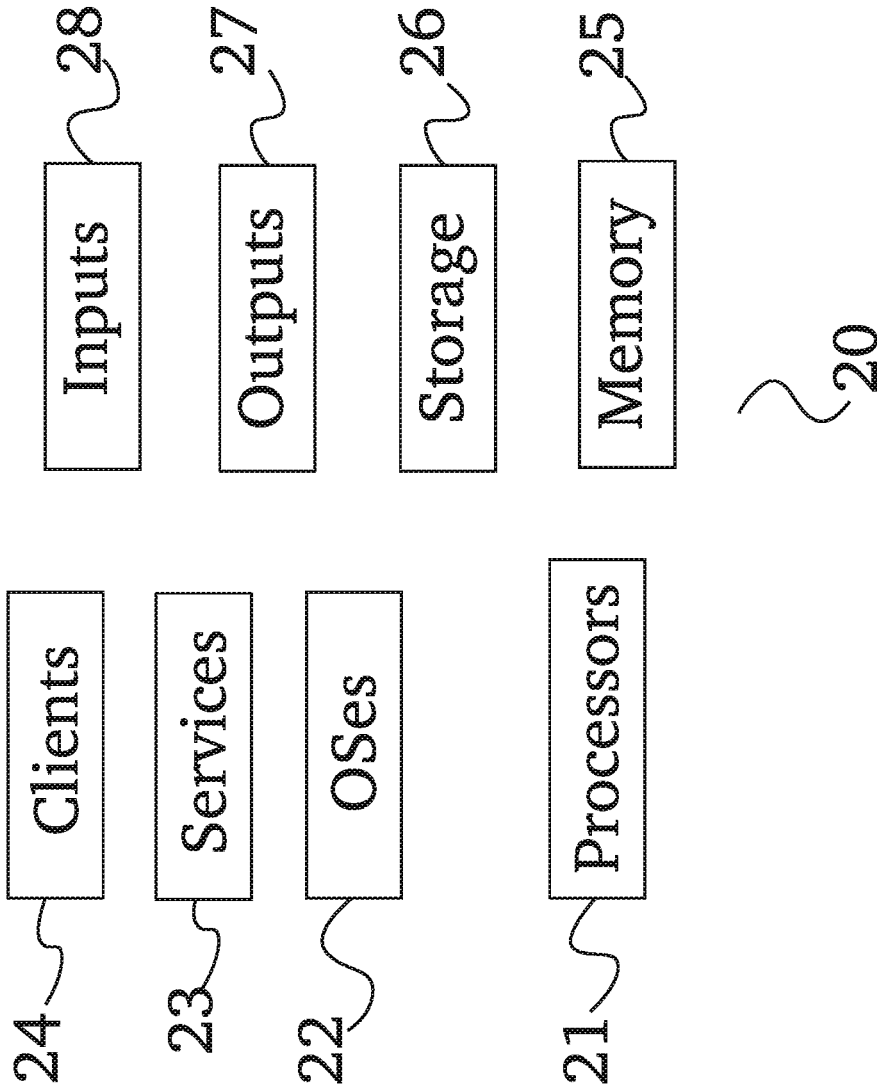 24 Clients Inputs 28
23 Services Outputs 27
22 OSes Storage 26
21 Processors Memory 25
20